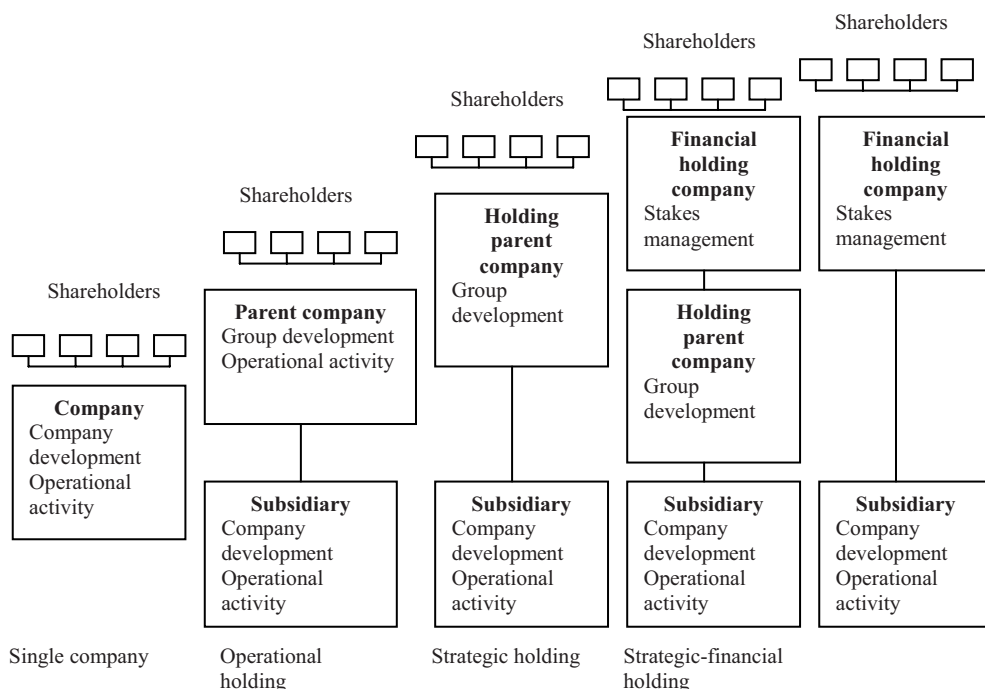 Shareholders
Company
Company
development
Operational
activity
Single company
Shareholders
Parent company
Group development
Operational activity
Subsidiary
Company
development
Operational
activity
Operational
holding
Shareholders
Holding
parent
company
Group
development
Subsidiary
Company
development
Operational
activity
Strategic holding
Shareholders
Financial
holding
company
Stakes
management
Holding
parent
company
Group
development
Subsidiary
Company
development
Operational
activity
Strategic-financial
holding
Shareholders
Financial
holding
company
Stakes
management
Subsidiary
Company
development
Operational
activity